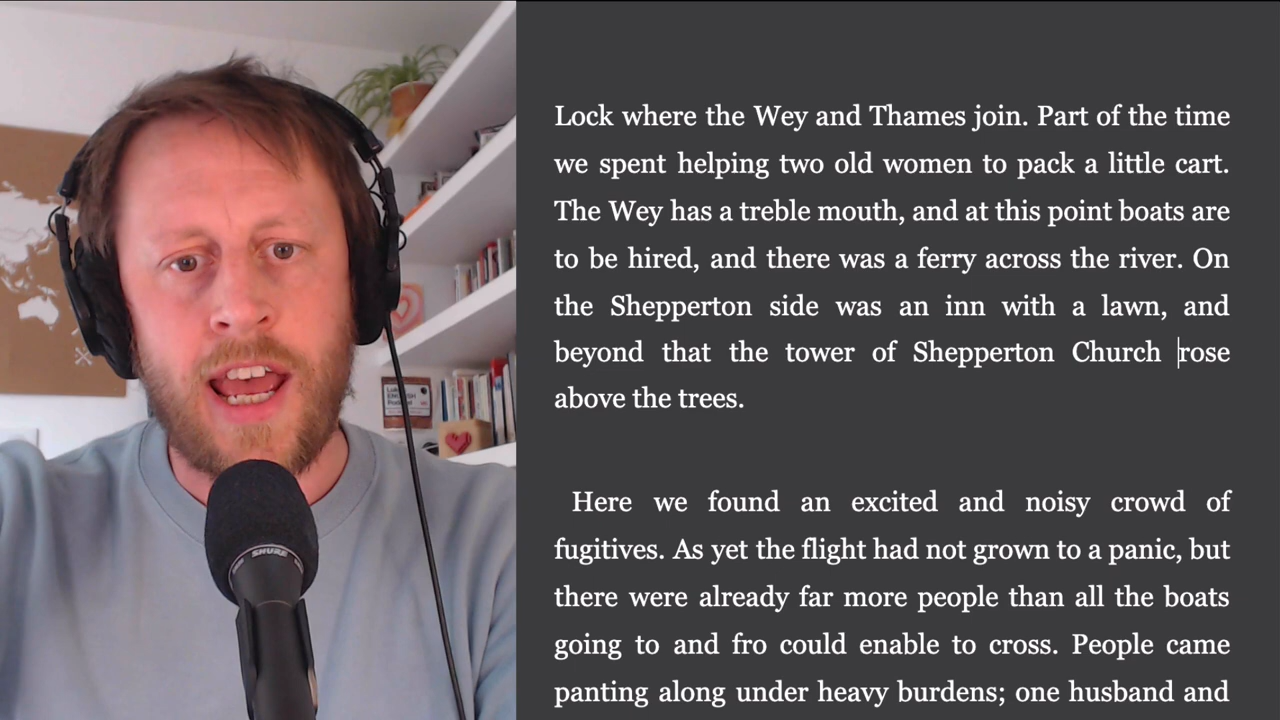 Lock where the Wey and Thames join. Part of the time
we spent helping two old women to pack a little cart.
The Wey has a treble mouth, and at this point boats are
to be hired, and there was a ferry across the river. On
the Shepperton side was an inn with a lawn, and
beyond that the tower of Shepperton Church rose
above the trees.
Here we found an excited and noisy crowd of
fugitives. As yet the flight had not grown to a panic, but
there were already far more people than all the boats
going to and fro could enable to cross. People came
panting along under heavy burdens; one husband and
SHURE